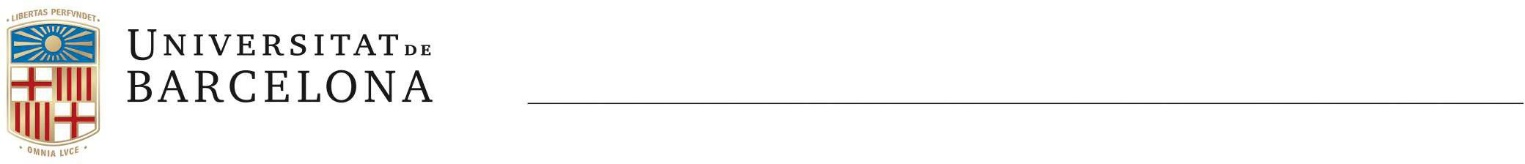 LIBERTAS PERFVNDET
UNIVERSITAT DE
BARCELONA
OMNIA LVCE